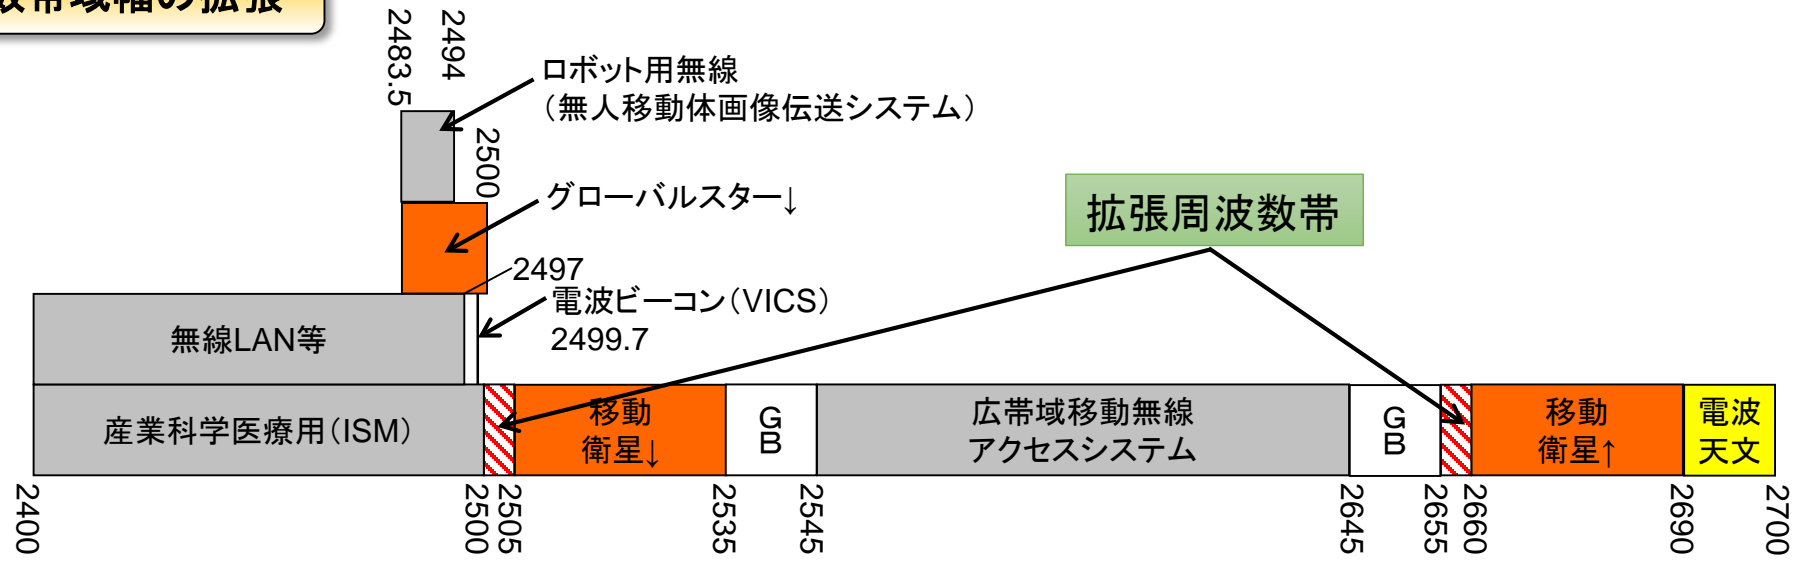 数帯域幅の拡張
2483.5
2494
ロボット用無線
（無人移動体画像伝送システム）
2500
グローバルスター↓
拡張周波数帯
2497
電波ビーコン（VICS）
2499.7
無線LAN等
産業科学医療用（ISM）
移動
衛星↓
GB
広帯域移動無線
アクセスシステム
GB
移動
衛星↑
電波
天文
2400
2500
2505
2535
2545
2645
2655
2660
2690
2700